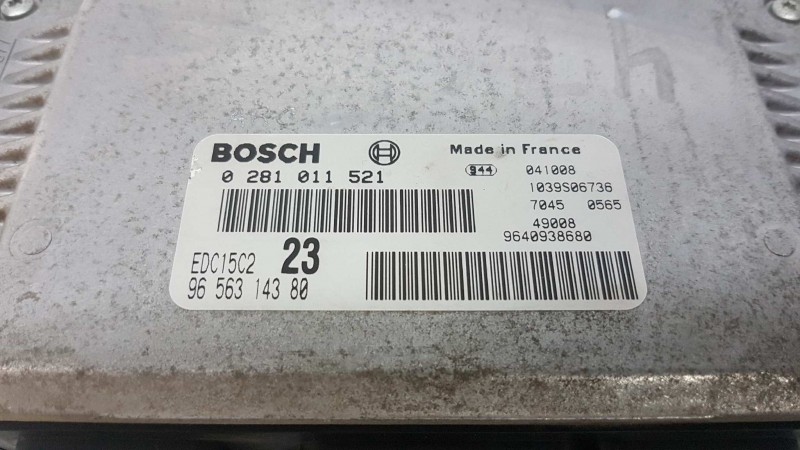 BOSCH
0 281 011 521
EDC15C2 23
96 563 143 80
Made in France
944 041008
1039S06736
7045 0565
49008
9640938680